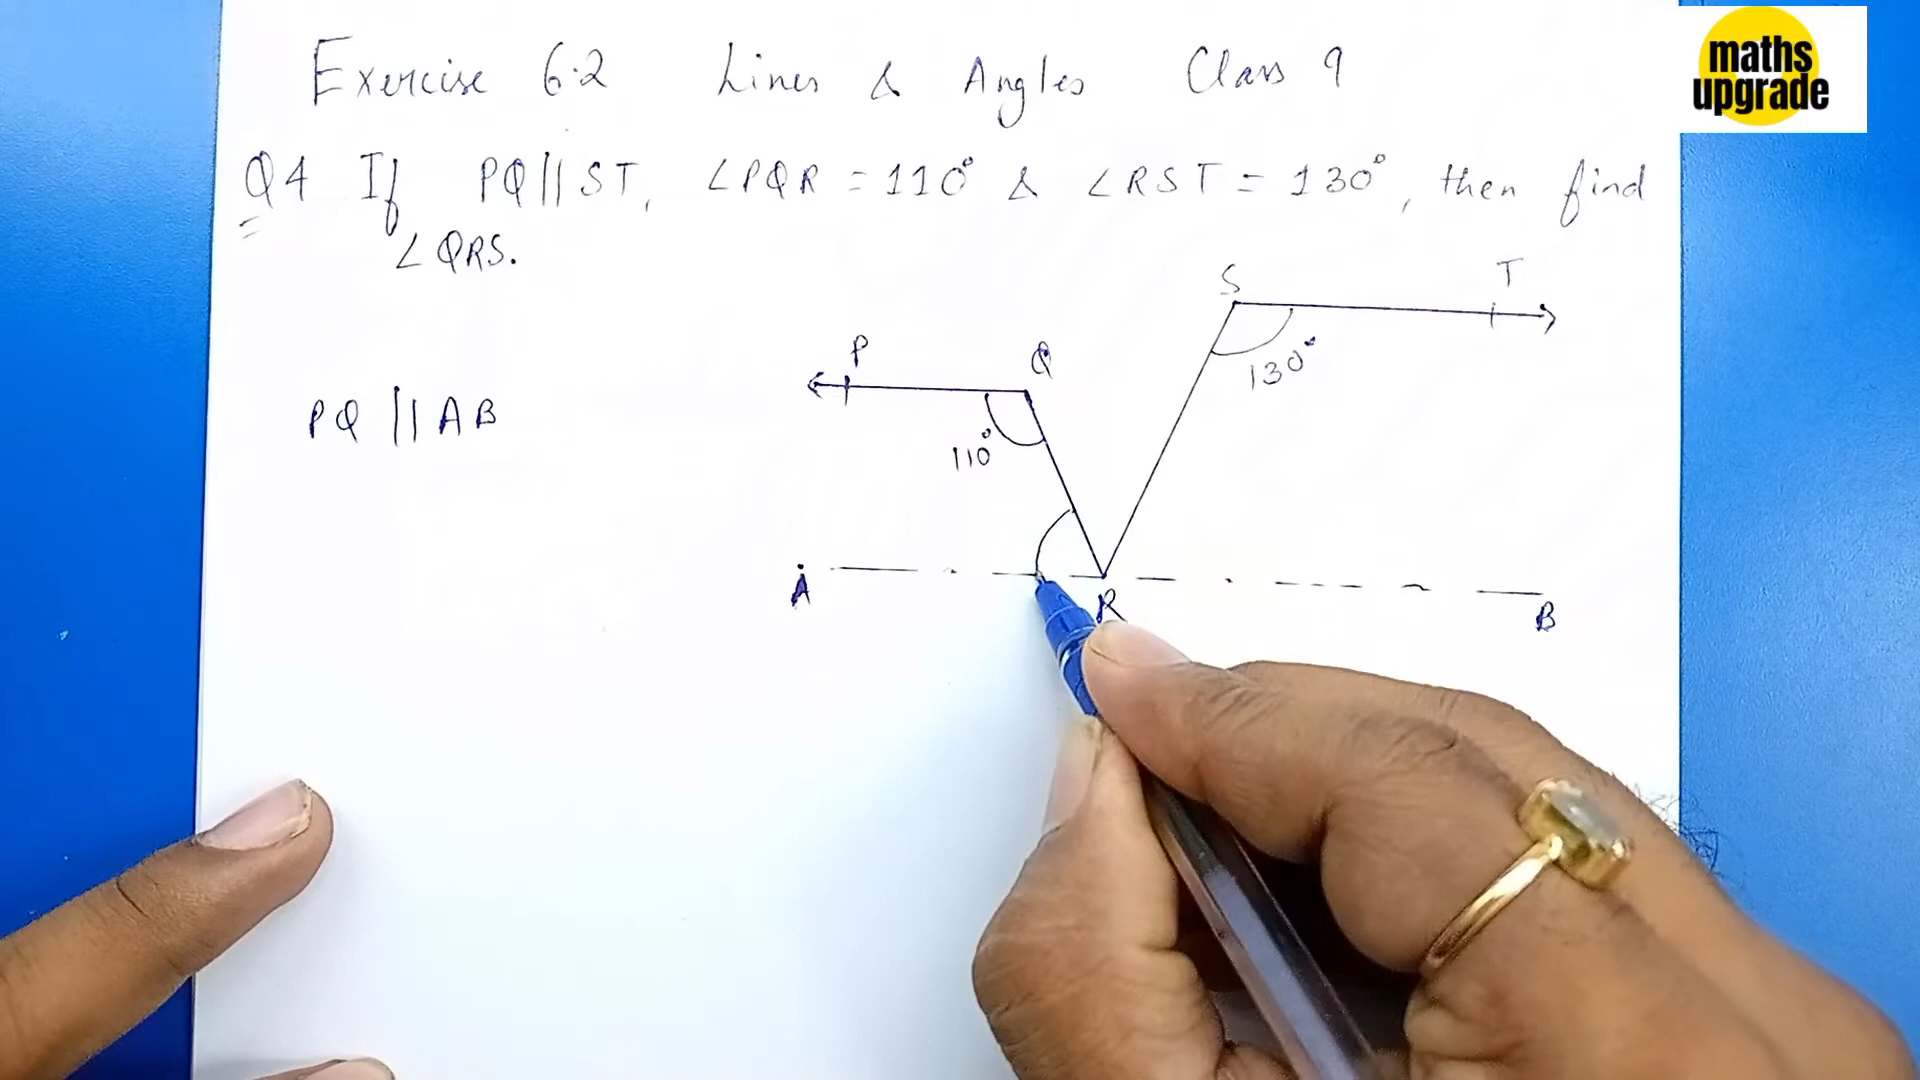 maths
upgrade
Exercise 6.2 Lines & Angles Class 9
Q4 If PQ||ST, ∠PQR = 110° & ∠RST = 130°, then find
∠QRS.
S T
P Q
130°
PQ || AB
110°
A R B